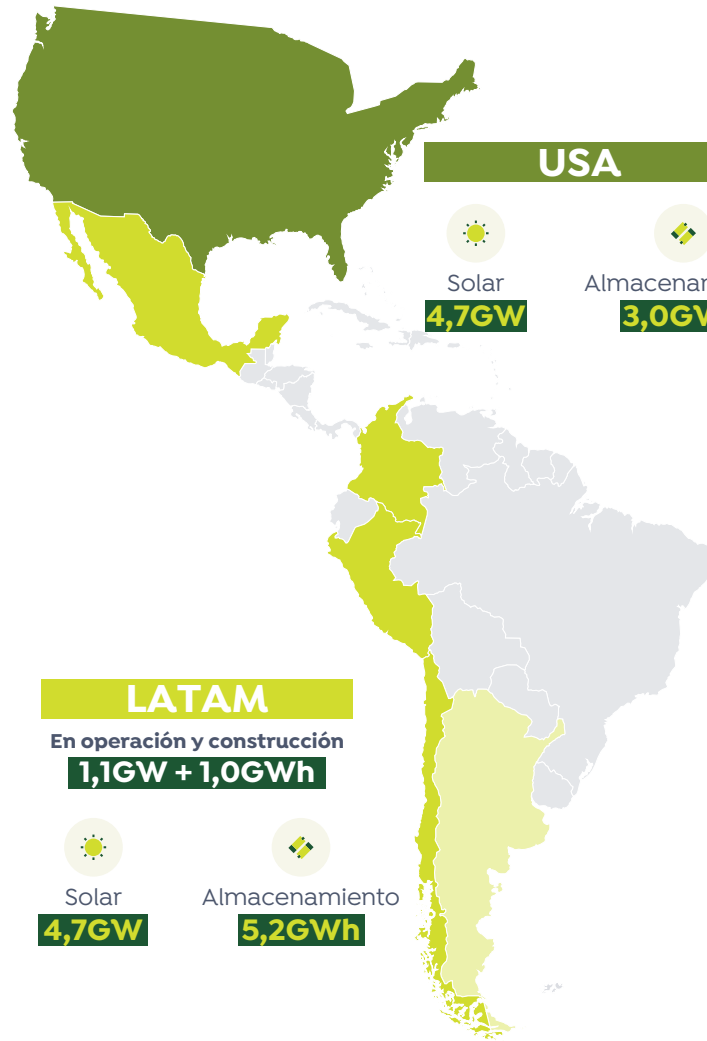 USA
Solar
4,7GW
LATAM
En operación y construcción
1,1GW + 1,0GWh
Solar
Almacenamiento
4,7GW
5,2GWh